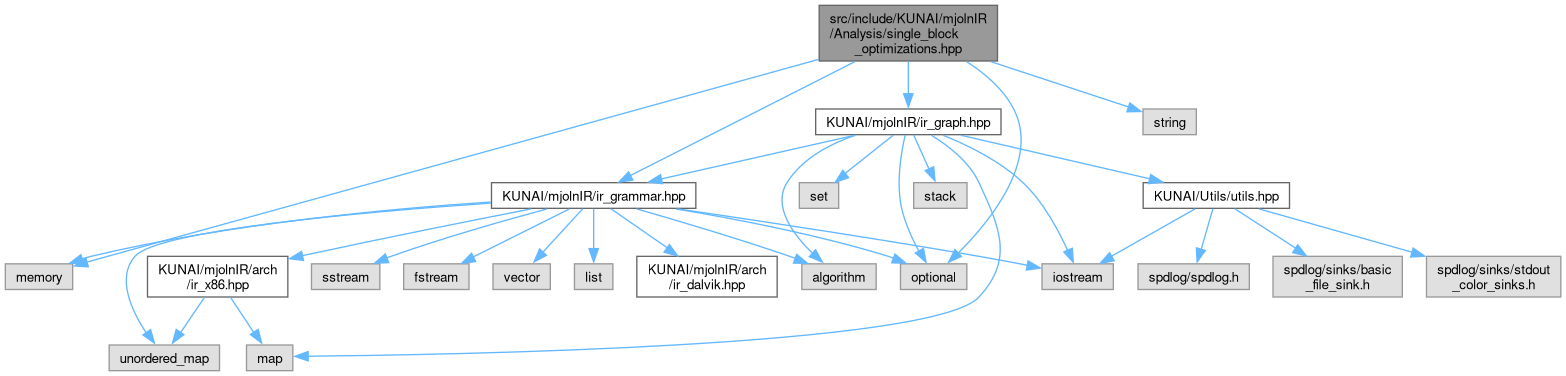 src/include/KUNAI/mjolnIR
/Analysis/single_block
_optimizations.hpp
KUNAI/mjolnIR/ir_graph.hpp
string
KUNAI/mjolnIR/ir_grammar.hpp
set
stack
KUNAI/Utils/utils.hpp
memory
KUNAI/mjolnIR/arch
/ir_x86.hpp
sstream
fstream
vector
list
KUNAI/mjolnIR/arch
/ir_dalvik.hpp
algorithm
optional
iostream
spdlog/spdlog.h
spdlog/sinks/basic
_file_sink.h
spdlog/sinks/stdout
_color_sinks.h
unordered_map
map